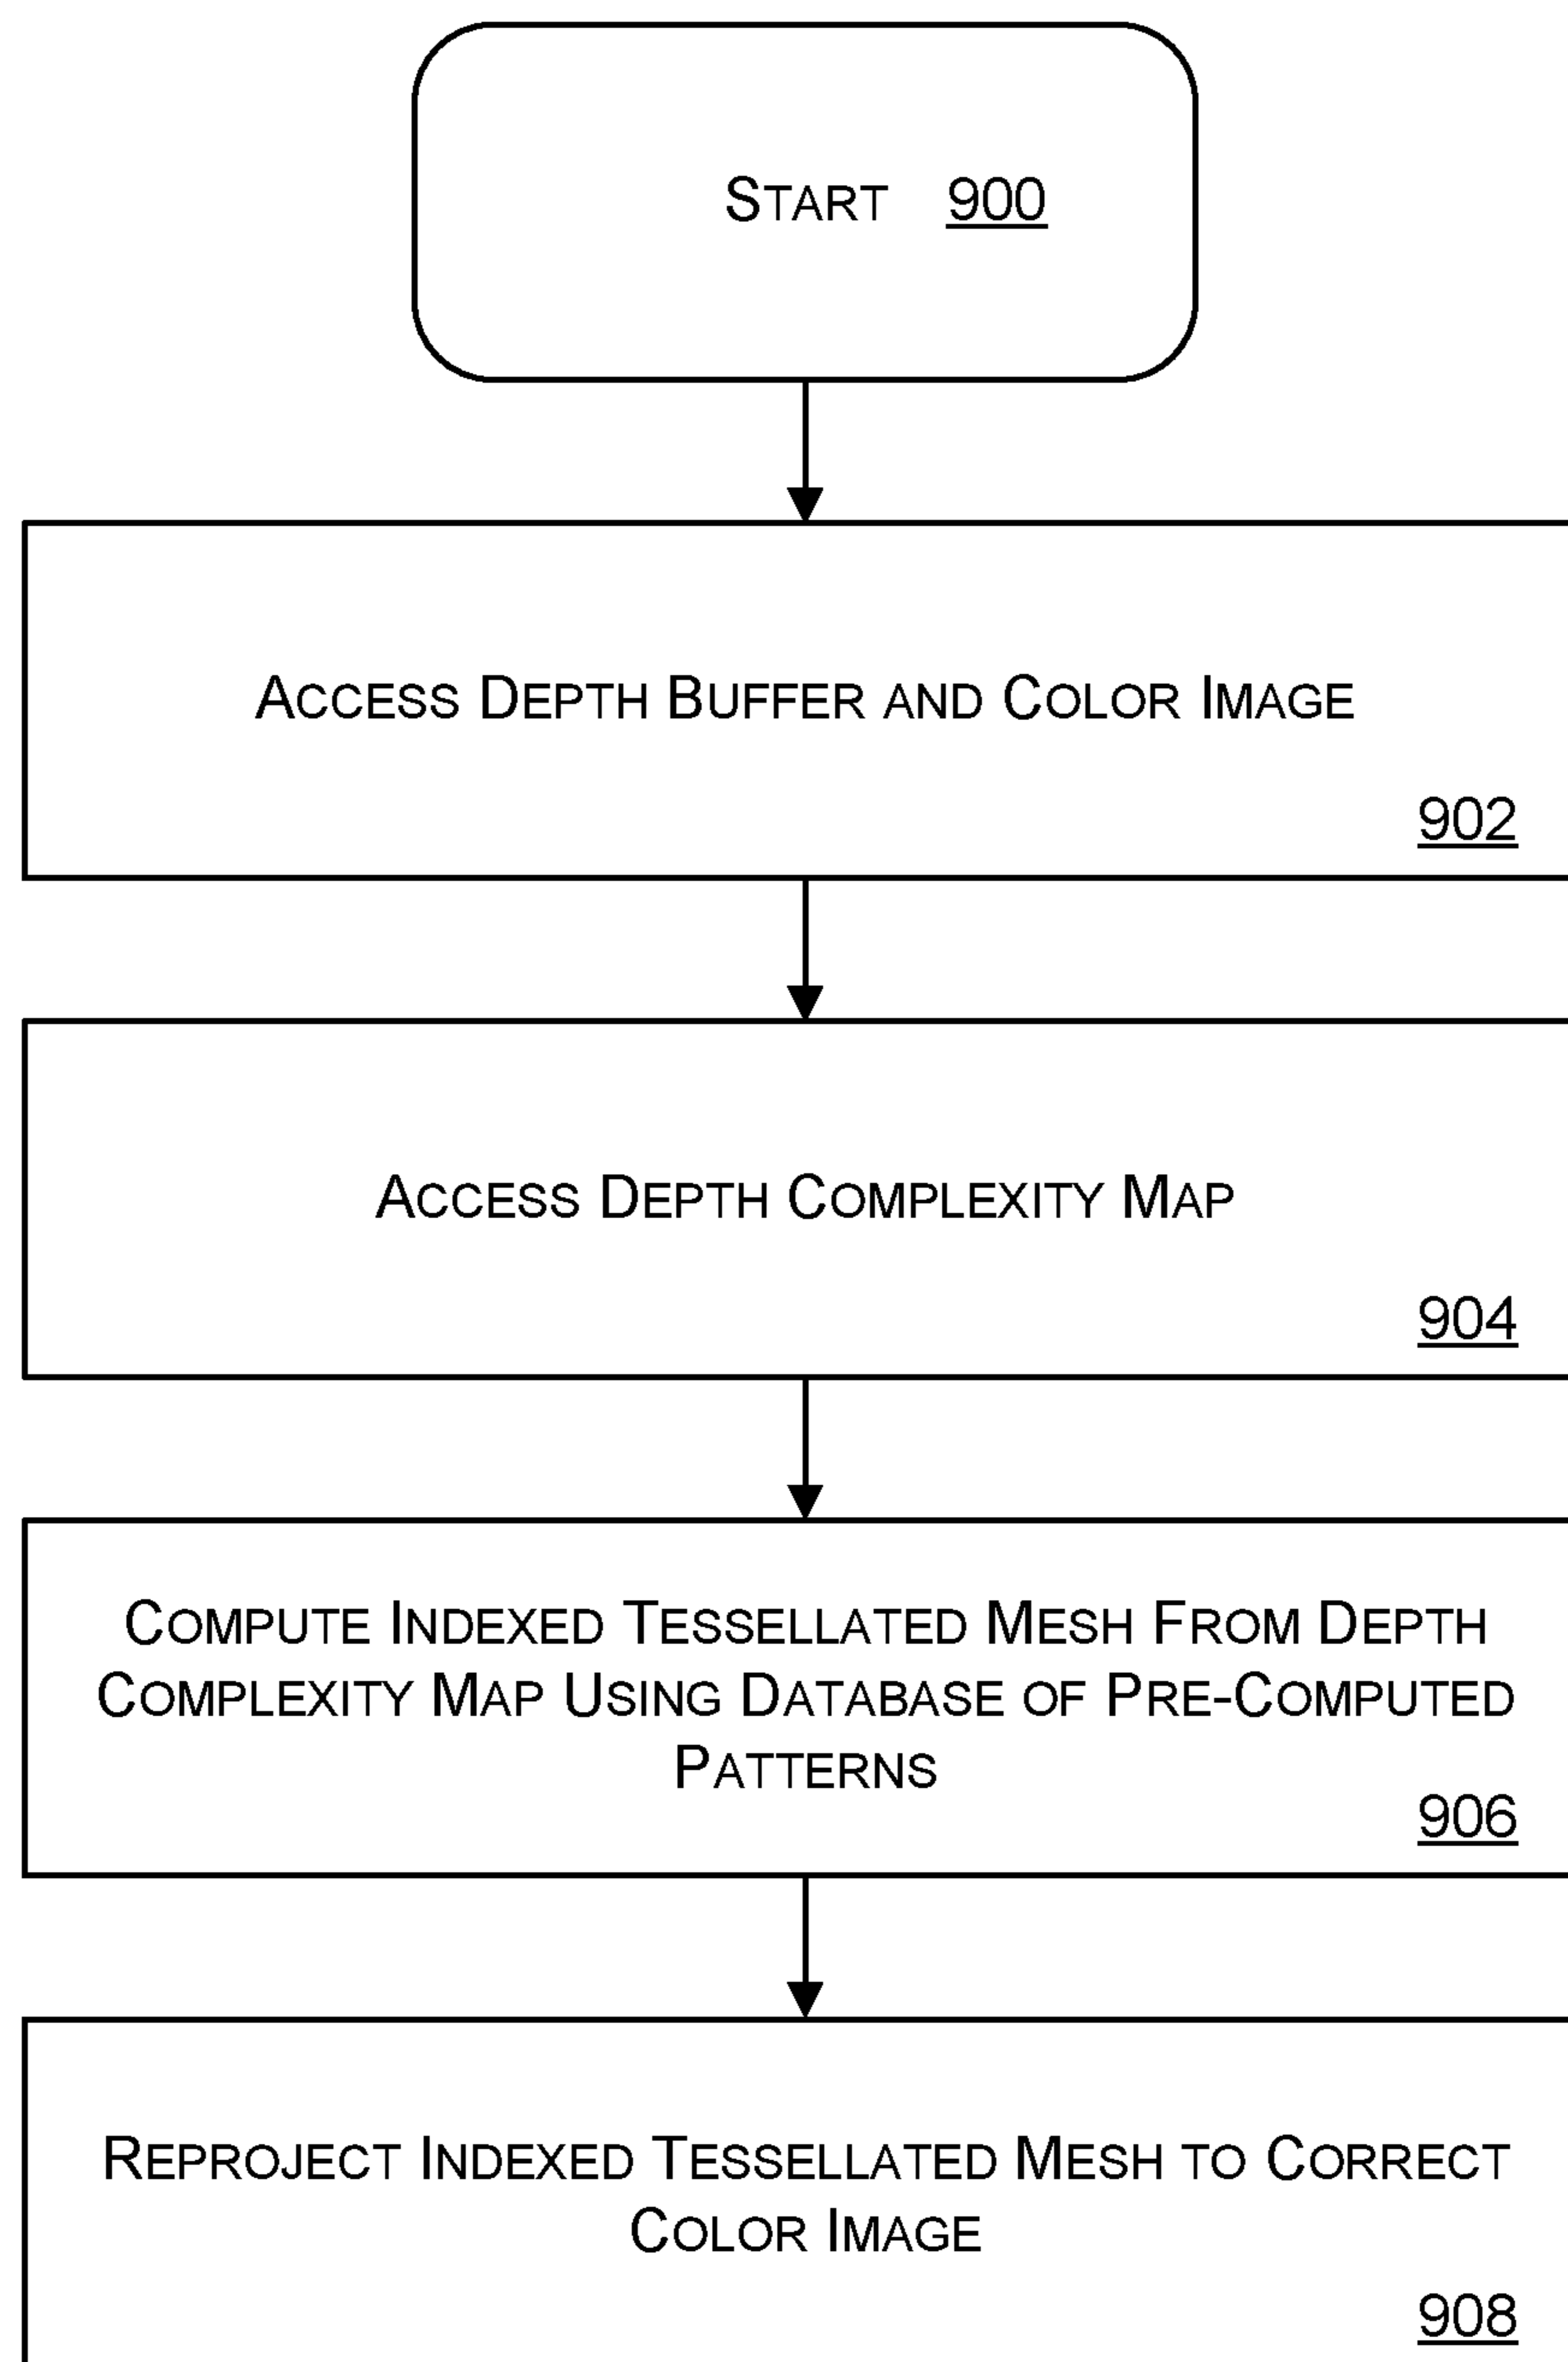 START 900
ACCESS DEPTH BUFFER AND COLOR IMAGE
902
ACCESS DEPTH COMPLEXITY MAP
904
COMPUTE INDEXED TESSELLATED MESH FROM DEPTH
COMPLEXITY MAP USING DATABASE OF PRE-COMPUTED
PATTERNS
906
REPROJECT INDEXED TESSELLATED MESH TO CORRECT
COLOR IMAGE
908